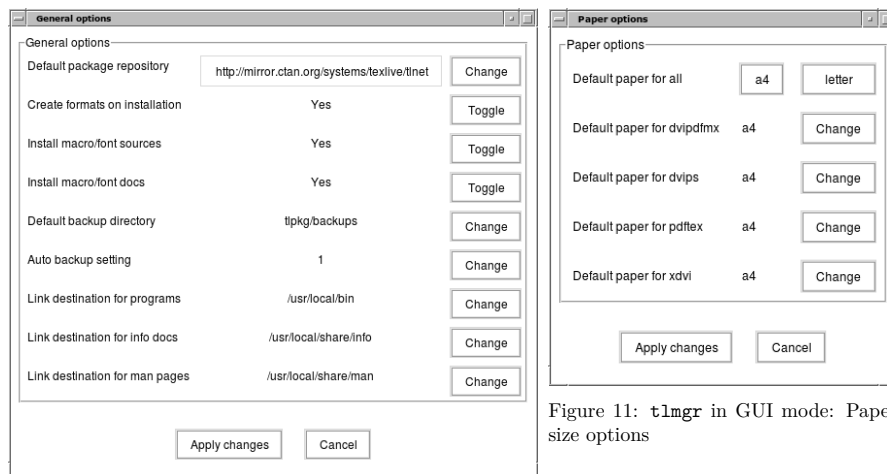 General options
General options
Default package repository http://mirror.ctan.org/systems/texlive/tlnet Change
Create formats on installation Yes Toggle
Install macro/font sources Yes Toggle
Install macro/font docs Yes Toggle
Default backup directory tlpkg/backups Change
Auto backup setting 1 Change
Link destination for programs /usr/local/bin Change
Link destination for info docs /usr/local/share/info Change
Link destination for man pages /usr/local/share/man Change
Apply changes Cancel
Paper options
Paper options
Default paper for all a4 letter
Default paper for dvipdfmx a4 Change
Default paper for dvips a4 Change
Default paper for pdftex a4 Change
Default paper for xdvi a4 Change
Apply changes Cancel
Figure 11: tlmgr in GUI mode: Pape
size options